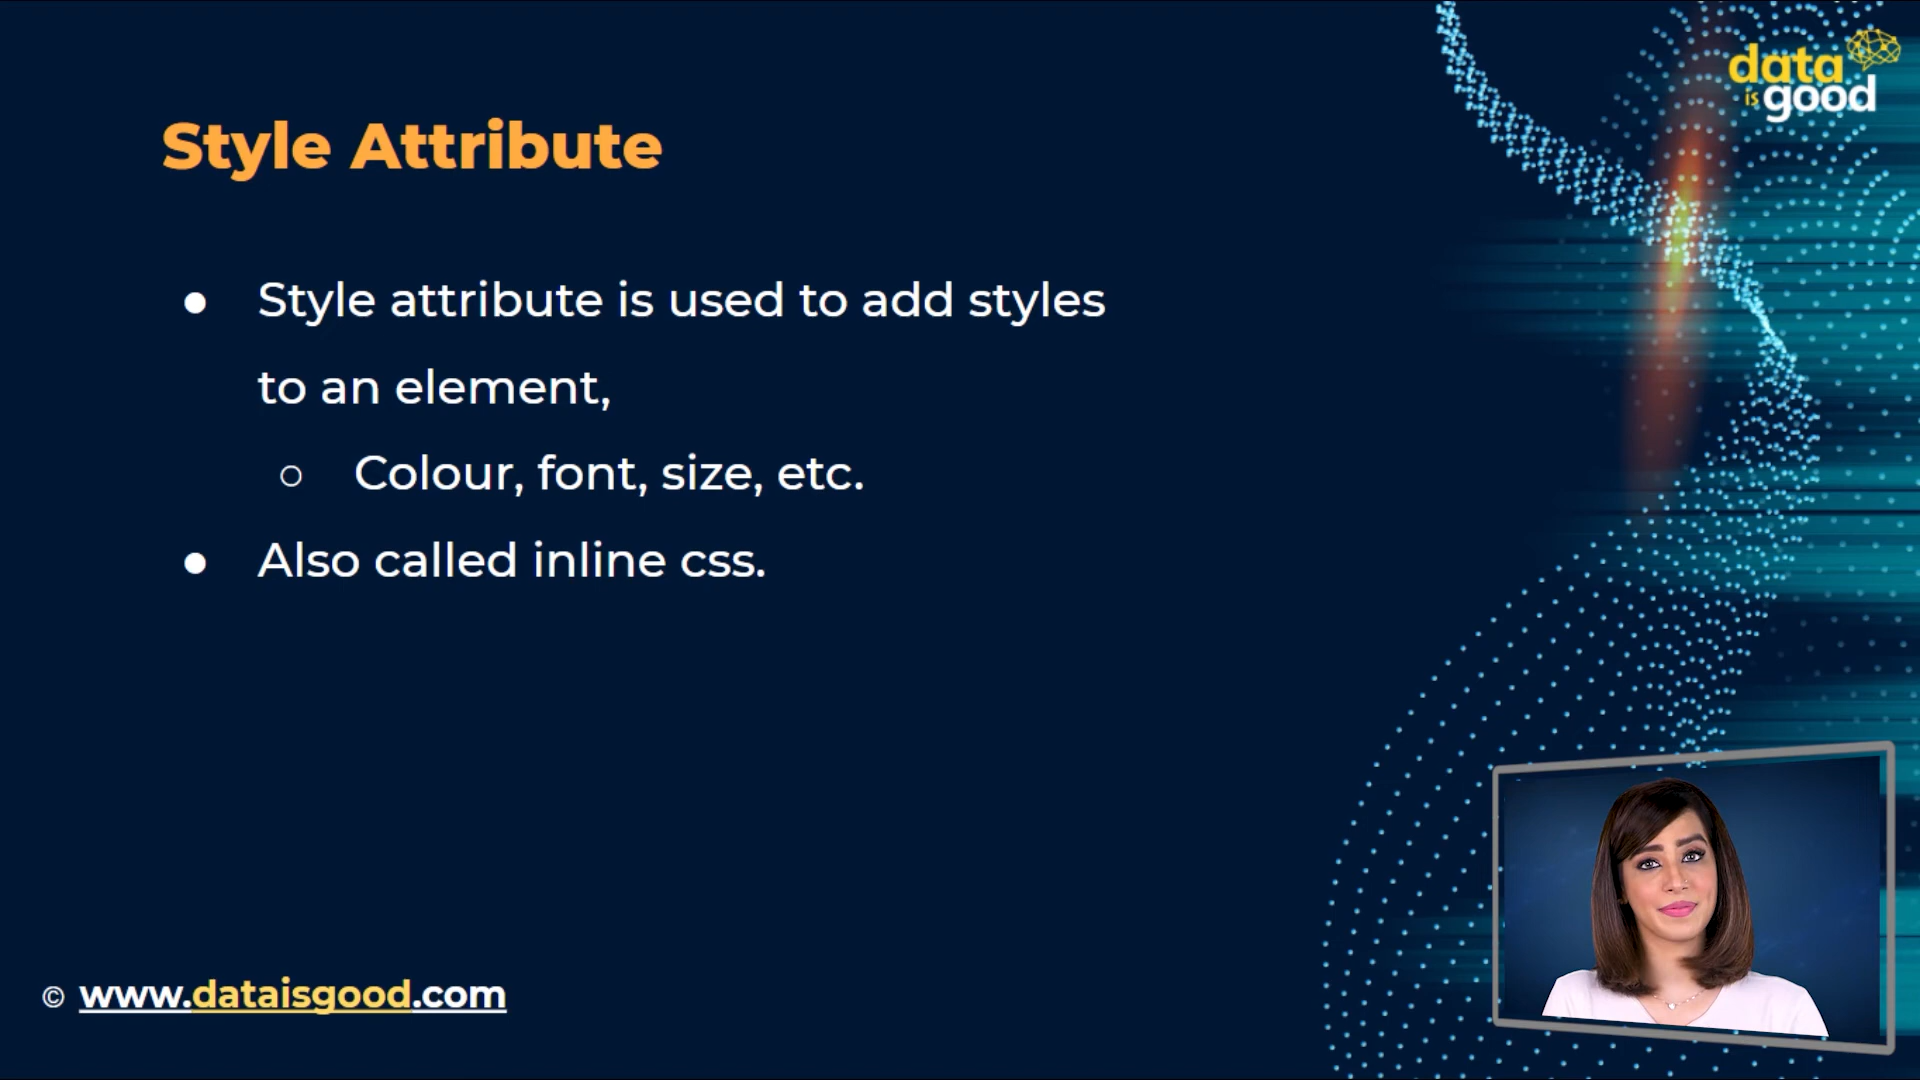 data
is good
Style Attribute
● Style attribute is used to add styles
to an element,
○ Colour, font, size, etc.
● Also called inline css.
© www.dataisgood.com